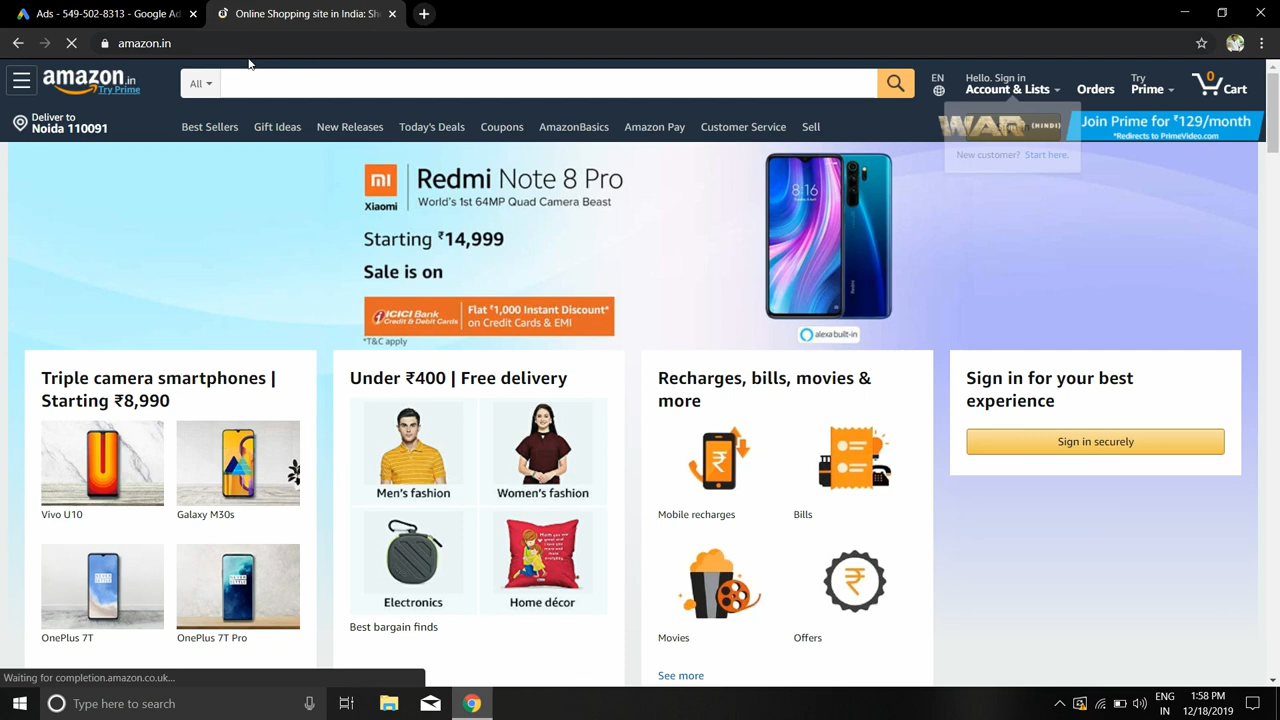 Ads - 549-502-8313 - Google Ad
Online Shopping site in India: Sh
amazon.in
amazon.in
Try Prime
All
EN
Hello. Sign in
Account & Lists
Orders
Try
Prime
0
Cart
Deliver to
Noida 110091
Best Sellers
Gift Ideas
New Releases
Today's Deals
Coupons
AmazonBasics
Amazon Pay
Customer Service
Sell
WAR (HINDI)
Join Prime for ₹129/month
*Redirects to PrimeVideo.com
New customer? Start here.
mi
Xiaomi
Redmi Note 8 Pro
World's 1st 64MP Quad Camera Beast
Starting ₹14,999
Sale is on
ICICI Bank
Credit & Debit Cards
Flat ₹1,000 Instant Discount*
on Credit Cards & EMI
*T&C apply
8:16
alexa built-in
Triple camera smartphones |
Starting ₹8,990
Vivo U10
Galaxy M30s
OnePlus 7T
OnePlus 7T Pro
Under ₹400 | Free delivery
Men's fashion
Women's fashion
Electronics
Home décor
Best bargain finds
Recharges, bills, movies &
more
Mobile recharges
Bills
Movies
Offers
See more
Sign in for your best
experience
Sign in securely
Waiting for completion.amazon.co.uk...
Type here to search
ENG
IN
1:58 PM
12/18/2019